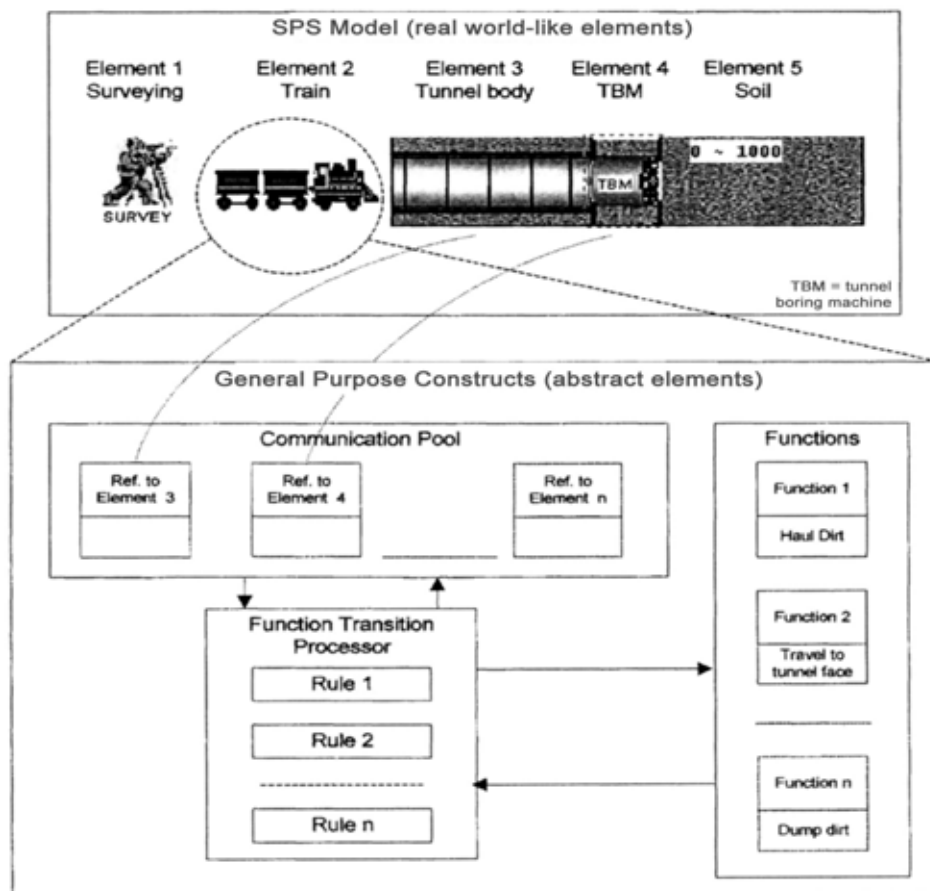 SPS Model (real world-like elements)
Element 1
Surveying
Element 2
Train
Element 3
Tunnel body
Element 4
TBM
Element 5
Soil
SURVEY
TBM
0 ~ 1000
TBM = tunnel
boring machine
General Purpose Constructs (abstract elements)
Communication Pool
Ref. to
Element 3
Ref. to
Element 4
Ref. to
Element n
Functions
Function 1
Haul Dirt
Function 2
Travel to
tunnel face
Function n
Dump dirt
Function Transition
Processor
Rule 1
Rule 2
Rule n